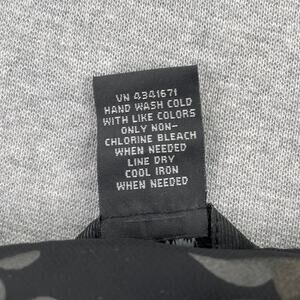 VN 4341671
HAND WASH COLD
WITH LIKE COLORS
ONLY NON-
CHLORINE BLEACH
WHEN NEEDED
LINE DRY
COOL IRON
WHEN NEEDED